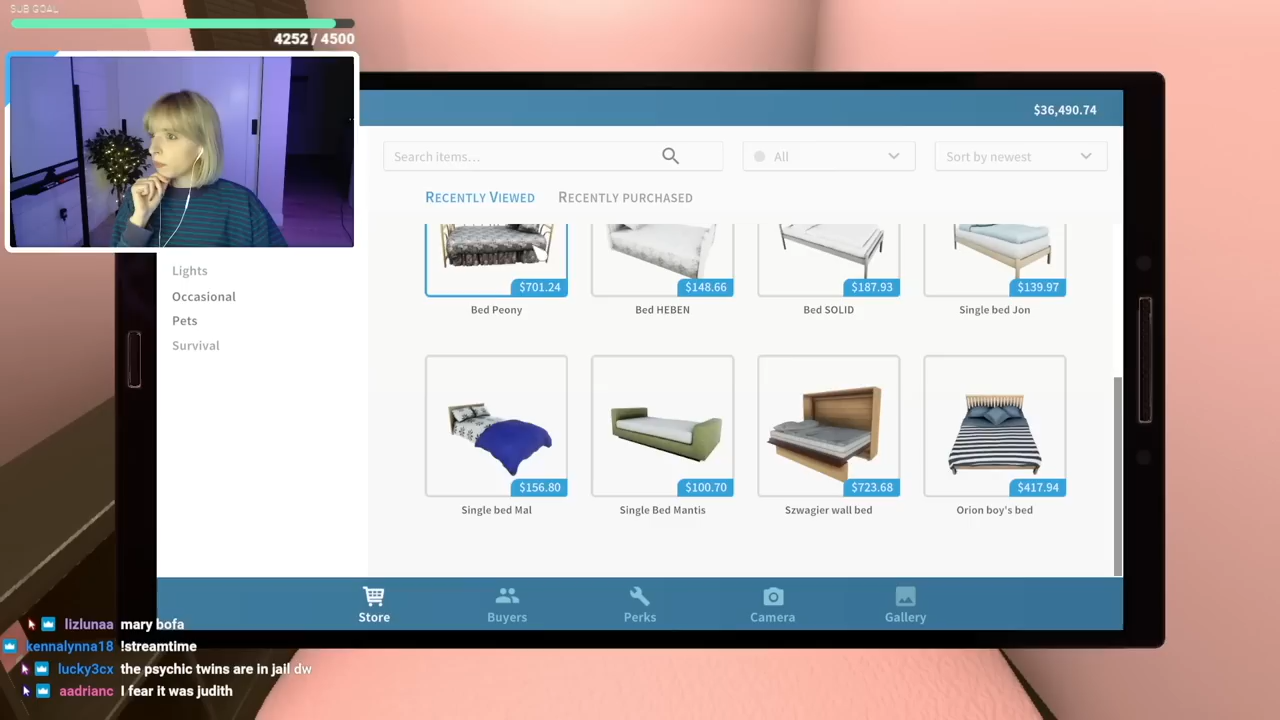 SUB GOAL
4252 / 4500
$36,490.74
Search items...
All
Sort by newest
RECENTLY VIEWED
RECENTLY PURCHASED
Lights
Occasional
Pets
Survival
$701.24
$148.66
$187.93
$139.97
Bed Peony
Bed HEBEN
Bed SOLID
Single bed Jon
$156.80
$100.70
$723.68
$417.94
Single bed Mal
Single Bed Mantis
Szwagier wall bed
Orion boy's bed
Store
Buyers
Perks
Camera
Gallery
lizlunaa mary bofa
kennalynna18 !streamtime
lucky3cx the psychic twins are in jail dw
aadrianc I fear it was judith